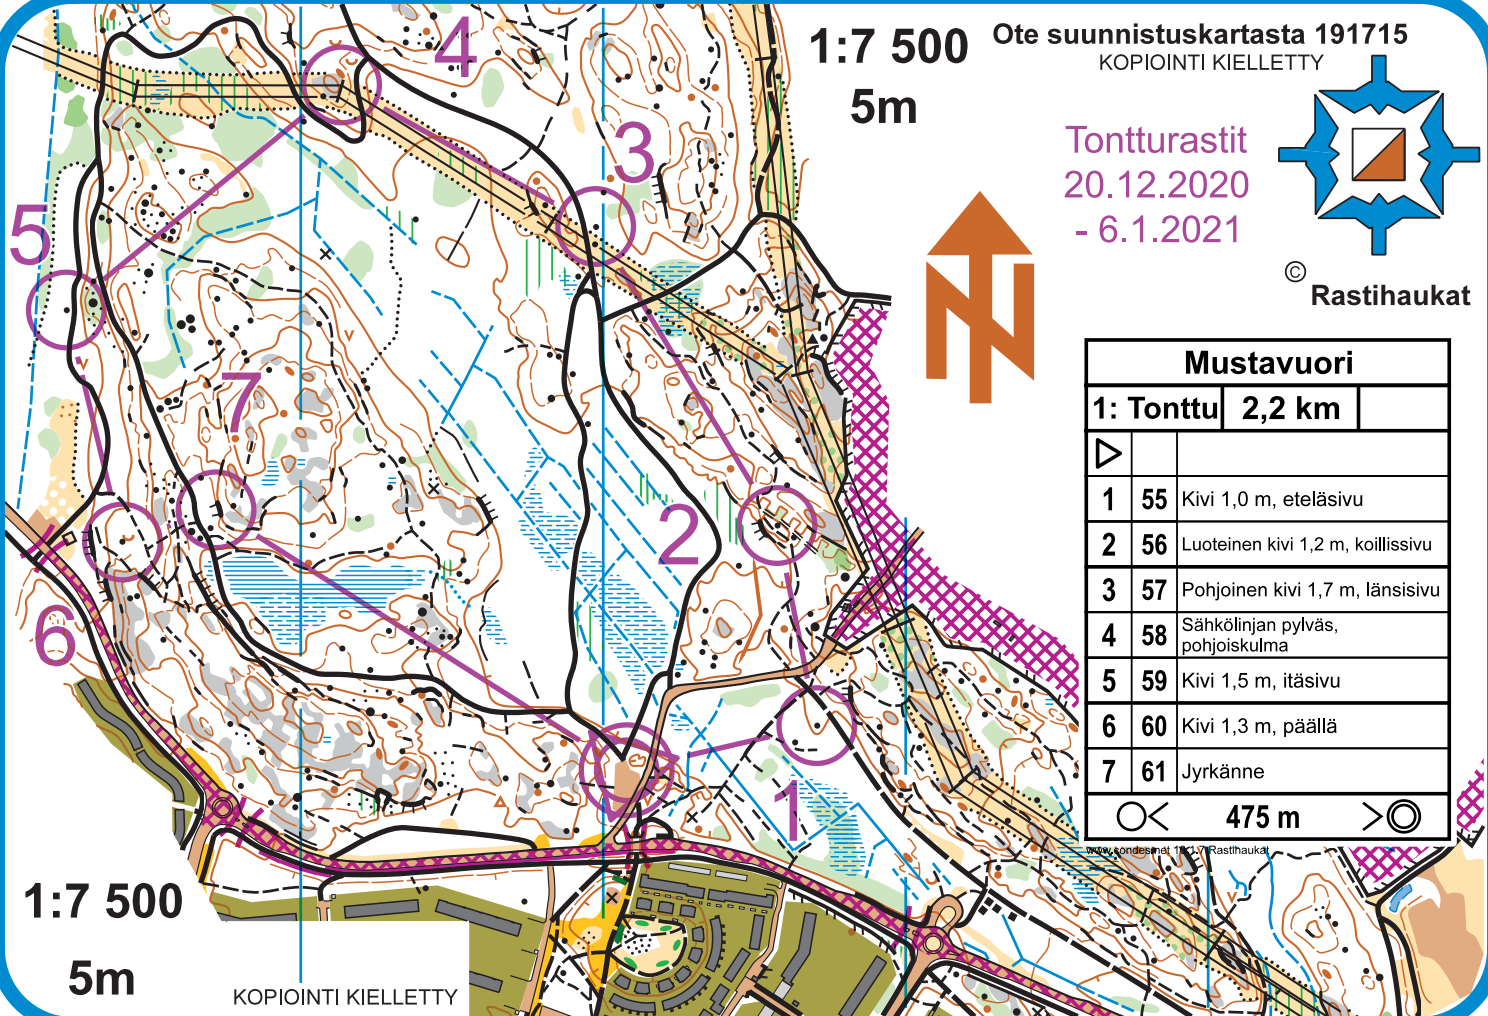 1:7 500
5m
Ote suunnistuskartasta 191715
KOPIOINTI KIELLETTY
Tontturastit
20.12.2020
- 6.1.2021
©
Rastihaukat
N
4
3
5
7
2
6
1
Mustavuori
1: Tonttu 2,2 km
1 55 Kivi 1,0 m, eteläsivu
2 56 Luoteinen kivi 1,2 m, koillissivu
3 57 Pohjoinen kivi 1,7 m, länsisivu
4 58 Sähkölinjan pylväs,
pohjoiskulma
5 59 Kivi 1,5 m, itäsivu
6 60 Kivi 1,3 m, päällä
7 61 Jyrkänne
475 m
Rastihaukat
1:7 500
5m
KOPIOINTI KIELLETTY